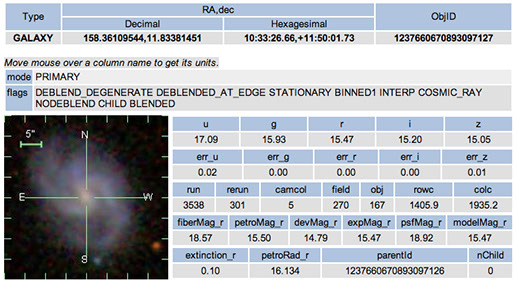 Type RA,dec ObjID
Decimal Hexagesimal
GALAXY 158.36109544,11.83381451 10:33:26.66,+11:50:01.73 1237660670893097127
Move mouse over a column name to get its units.
mode PRIMARY
flags DEBLEND_DEGENERATE DEBLENDED_AT_EDGE STATIONARY BINNED1 INTERP COSMIC_RAY
NODEBLEND CHILD BLENDED
5"
N
E
W
S
u g r i z
17.09 15.93 15.47 15.20 15.05
err_u err_g err_r err_i err_z
0.02 0.00 0.00 0.00 0.01
run rerun camcol field obj rowc colc
3538 301 5 270 167 1405.9 1935.2
fiberMag_r petroMag_r devMag_r expMag_r psfMag_r modelMag_r
18.57 15.50 14.79 15.47 18.92 15.47
extinction_r petroRad_r parentId nChild
0.10 16.134 1237660670893097126 0